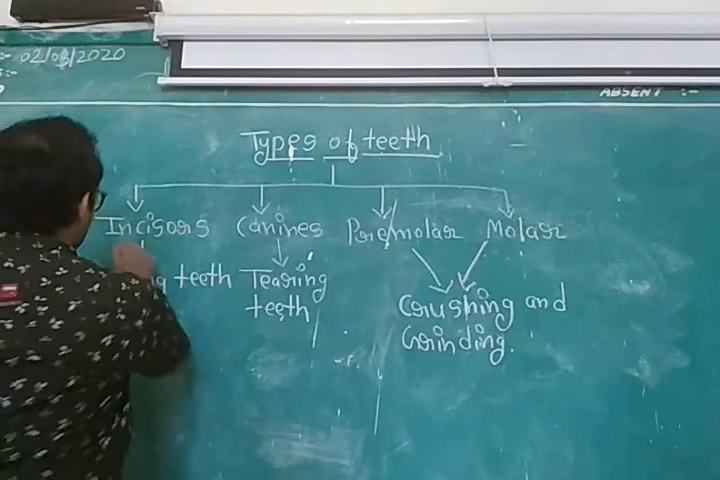 :- 02/03/2020
ABSENT :-
Types of teeth
Incisors Canines Premolar Molar
teeth Tearing
teeth
Crushing and
Grinding.